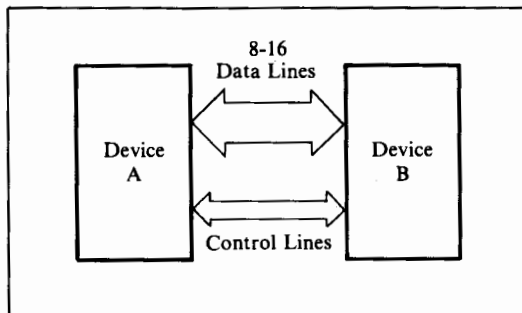 8-16
Data Lines
Device
A
Device
B
Control Lines